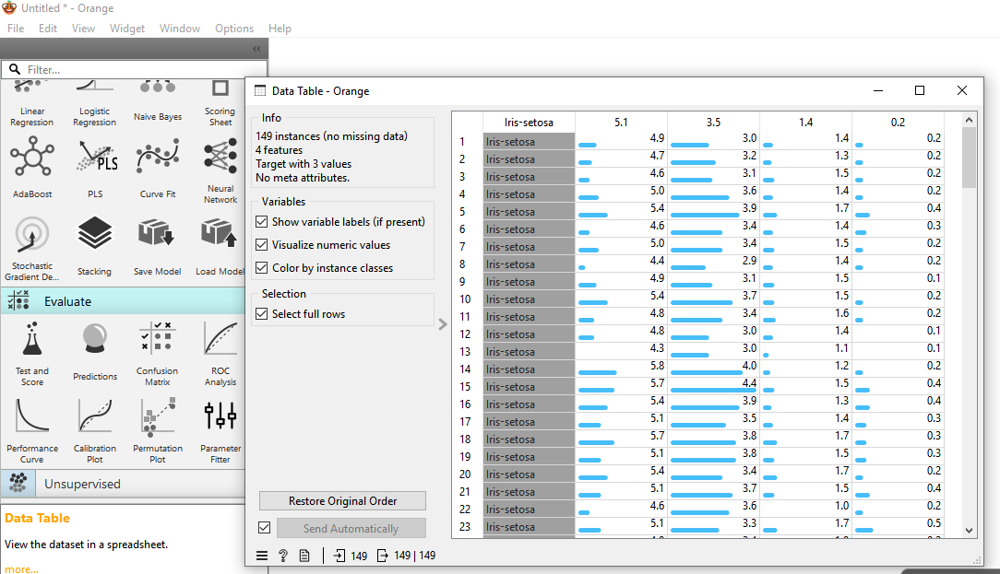 Untitled * - Orange
File Edit View Widget Window Options Help
Filter...
Linear Regression
Logistic Regression
Naive Bayes
Scoring Sheet
AdaBoost
PLS
PLS
Curve Fit
Neural Network
Stochastic Gradient De...
Stacking
Save Model
Load Model
Evaluate
Test and Score
Predictions
Confusion Matrix
ROC Analysis
Performance Curve
Calibration Plot
Permutation Plot
Parameter Fitter
Unsupervised
Data Table
View the dataset in a spreadsheet.
more...
Data Table - Orange
Info
149 instances (no missing data)
4 features
Target with 3 values
No meta attributes.
Variables
Show variable labels (if present)
Visualize numeric values
Color by instance classes
Selection
Select full rows
Restore Original Order
Send Automatically
149 149 | 149
Iris-setosa 5.1 3.5 1.4 0.2
1 Iris-setosa 4.9 3.0 1.4 0.2
2 Iris-setosa 4.7 3.2 1.3 0.2
3 Iris-setosa 4.6 3.1 1.5 0.2
4 Iris-setosa 5.0 3.6 1.4 0.2
5 Iris-setosa 5.4 3.9 1.7 0.4
6 Iris-setosa 4.6 3.4 1.4 0.3
7 Iris-setosa 5.0 3.4 1.5 0.2
8 Iris-setosa 4.4 2.9 1.4 0.2
9 Iris-setosa 4.9 3.1 1.5 0.1
10 Iris-setosa 5.4 3.7 1.5 0.2
11 Iris-setosa 4.8 3.4 1.6 0.2
12 Iris-setosa 4.8 3.0 1.4 0.1
13 Iris-setosa 4.3 3.0 1.1 0.1
14 Iris-setosa 5.8 4.0 1.2 0.2
15 Iris-setosa 5.7 4.4 1.5 0.4
16 Iris-setosa 5.4 3.9 1.3 0.4
17 Iris-setosa 5.1 3.5 1.4 0.3
18 Iris-setosa 5.7 3.8 1.7 0.3
19 Iris-setosa 5.1 3.8 1.5 0.3
20 Iris-setosa 5.4 3.4 1.7 0.2
21 Iris-setosa 5.1 3.7 1.5 0.4
22 Iris-setosa 4.6 3.6 1.0 0.2
23 Iris-setosa 5.1 3.3 1.7 0.5